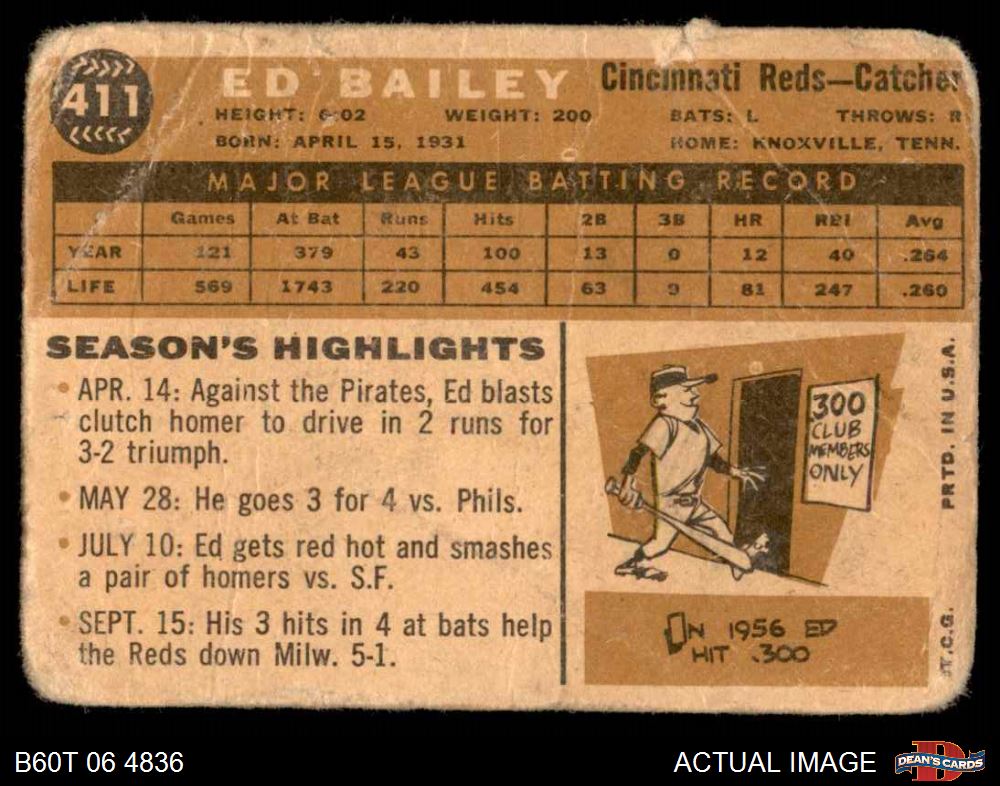 411
ED BAILEY Cincinnati Reds—Catcher
HEIGHT: 6-02 WEIGHT: 200 BATS: L THROWS: R
BORN: APRIL 15, 1931 HOME: KNOXVILLE, TENN.
MAJOR LEAGUE BATTING RECORD
Games At Bat Runs Hits 2B 3B HR RBI Avg
YEAR 121 379 43 100 13 0 12 40 .264
LIFE 569 1743 220 454 63 9 81 247 .260
SEASON'S HIGHLIGHTS
• APR. 14: Against the Pirates, Ed blasts
clutch homer to drive in 2 runs for
3-2 triumph.
• MAY 28: He goes 3 for 4 vs. Phils.
• JULY 10: Ed gets red hot and smashes
a pair of homers vs. S.F.
• SEPT. 15: His 3 hits in 4 at bats help
the Reds down Milw. 5-1.
300
CLUB
MEMBERS
ONLY
IN 1956 ED
HIT .300
T.C.G. PRTD. IN U.S.A.
B60T 06 4836 ACTUAL IMAGE
D
DEAN'S CARDS